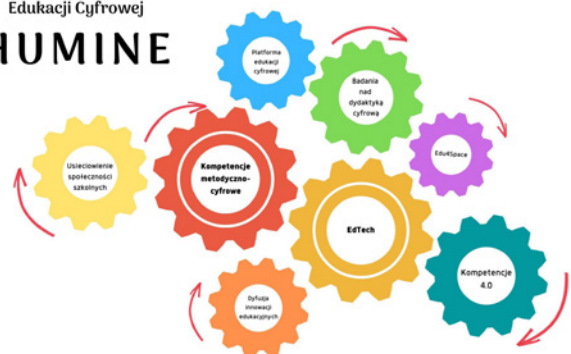 Edukacji Cyfrowej
HUMINE
Platforma
edukacji
cyfrowej
Badania
nad
dydaktyką
cyfrową
Edu4Space
Usieciowienie
społeczności
szkolnych
Kompetencje
metodyczno-
cyfrowe
EdTech
Kompetencje
4.0
Dyfuzja
innowacji
edukacyjnych